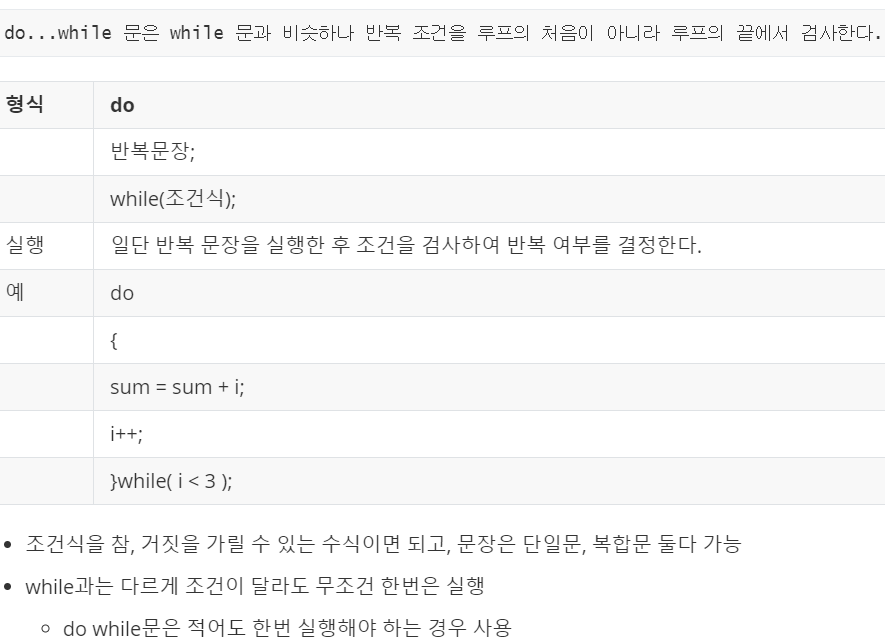 do...while 문은 while 문과 비슷하나 반복 조건을 루프의 처음이 아니라 루프의 끝에서 검사한다.
형식 do
반복문장;
while(조건식);
실행 일단 반복 문장을 실행한 후 조건을 검사하여 반복 여부를 결정한다.
예 do
{
sum = sum + i;
i++;
}while( i < 3 );
• 조건식을 참, 거짓을 가릴 수 있는 수식이면 되고, 문장은 단일문, 복합문 둘다 가능
• while과는 다르게 조건이 달라도 무조건 한번은 실행
◦ do while문은 적어도 한번 실행해야 하는 경우 사용